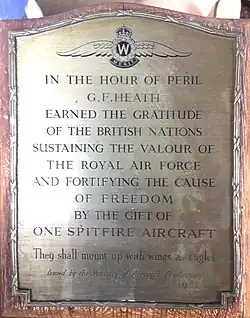 W
PERIL
IN THE HOUR OF PERIL
G.F.HEATH
EARNED THE GRATITUDE
OF THE BRITISH NATIONS
SUSTAINING THE VALOUR OF
THE ROYAL AIR FORCE
AND FORTIFYING THE CAUSE
OF FREEDOM
BY THE GIFT OF
ONE SPITFIRE AIRCRAFT
They shall mount up with wings as eagles
Issued by the Ministry of Aircraft Production